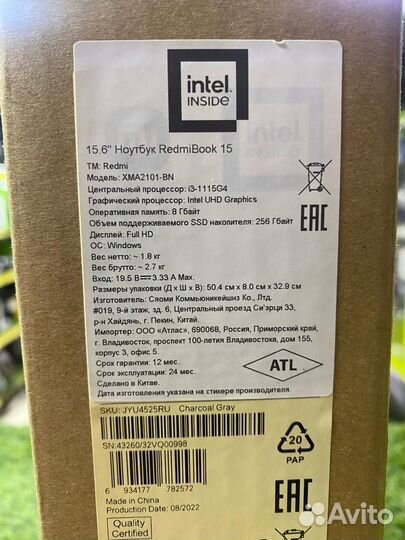 intel.
INSIDE
15.6" Ноутбук RedmiBook 15
TM: Redmi
Модель: XMA2101-BN
Центральный процессор: i3-1115G4
Графический процессор: Intel UHD Graphics
Оперативная память: 8 Гбайт
Объем поддерживаемого SSD накопителя: 256 Гбайт
Дисплей: Full HD
ОС: Windows
Вес нетто: ~ 1.8 кг
Вес брутто: ~ 2.7 кг
Вход: 19.5 В 3.33 А Max.
Размеры упаковки (Д x Ш x В): 50.4 см x 8.0 см x 32.9 см
Изготовитель: Сяоми Коммьюникейшнз Ко., Лтд.
#019, 9-й этаж, зд. 6, Центральный проезд Си'эрци 33,
р-н Хайдянь, г. Пекин, Китай.
Импортер: ООО «Атлас», 690068, Россия, Приморский край,
г. Владивосток, проспект 100-летия Владивостока, дом 155,
корпус 3, офис 5.
Срок гарантии: 12 мес.
Срок эксплуатации: 24 мес.
Сделано в Китае.
Дата изготовления указана на стикере производителя.
EAC
ATL
SKU: JYU4525RU Charcoal Gray
SN:43260/32VQ00998
6 934177 782572
Made in China
Production Date: 08/2022
Quality
Certified
20
PAP
EAC
Avito